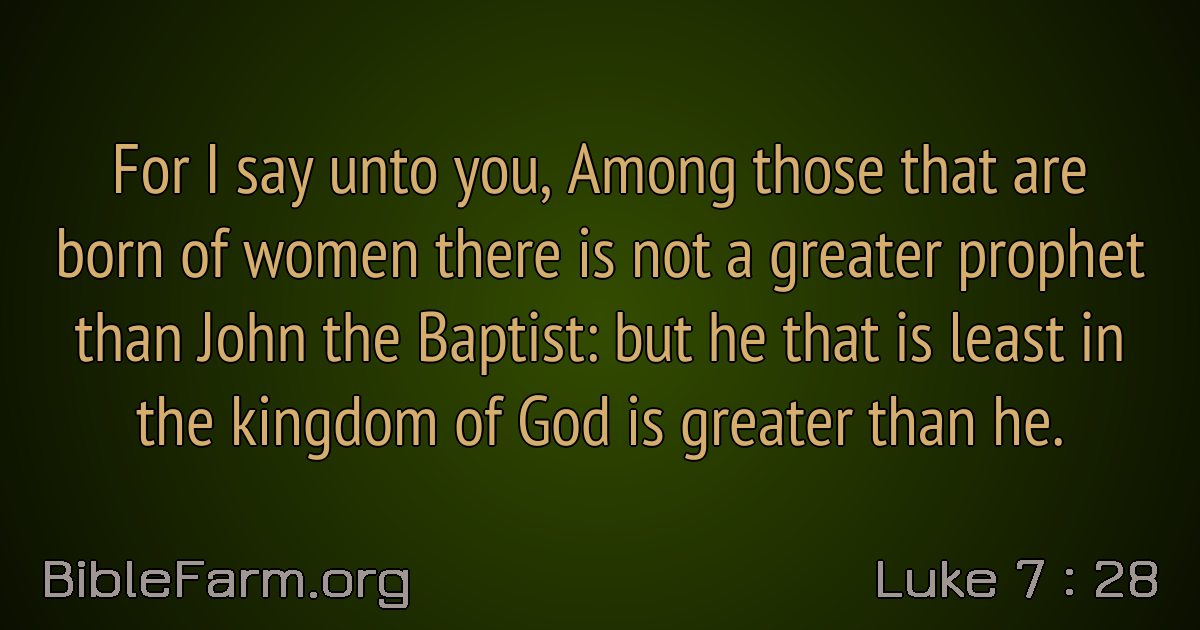 For I say unto you, Among those that are
born of women there is not a greater prophet
than John the Baptist: but he that is least in
the kingdom of God is greater than he.
BibleFarm.org
Luke 7 : 28